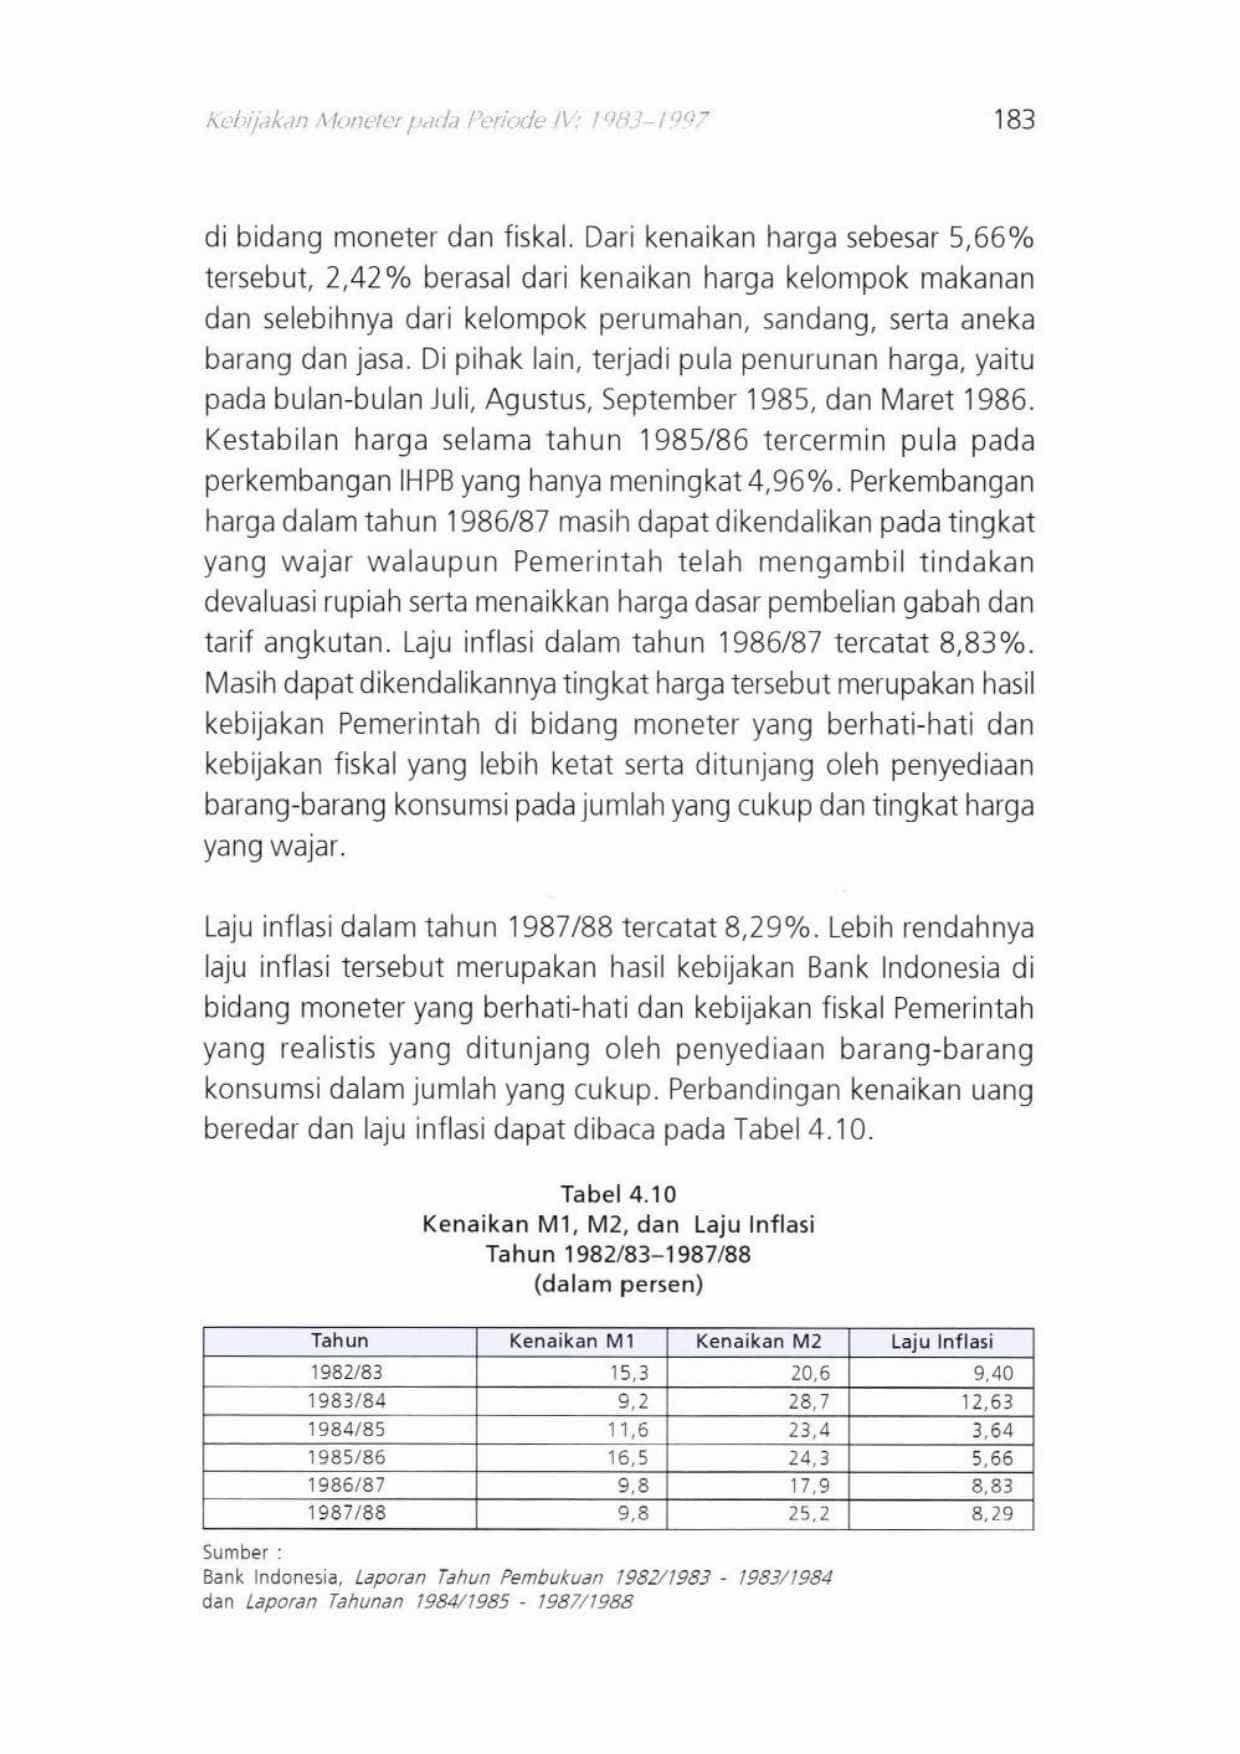 Kebijakan Moneter pada Periode IV: 1983–1997 183
di bidang moneter dan fiskal. Dari kenaikan harga sebesar 5,66%
tersebut, 2,42% berasal dari kenaikan harga kelompok makanan
dan selebihnya dari kelompok perumahan, sandang, serta aneka
barang dan jasa. Di pihak lain, terjadi pula penurunan harga, yaitu
pada bulan-bulan Juli, Agustus, September 1985, dan Maret 1986.
Kestabilan harga selama tahun 1985/86 tercermin pula pada
perkembangan IHPB yang hanya meningkat 4,96%. Perkembangan
harga dalam tahun 1986/87 masih dapat dikendalikan pada tingkat
yang wajar walaupun Pemerintah telah mengambil tindakan
devaluasi rupiah serta menaikkan harga dasar pembelian gabah dan
tarif angkutan. Laju inflasi dalam tahun 1986/87 tercatat 8,83%.
Masih dapat dikendalikannya tingkat harga tersebut merupakan hasil
kebijakan Pemerintah di bidang moneter yang berhati-hati dan
kebijakan fiskal yang lebih ketat serta ditunjang oleh penyediaan
barang-barang konsumsi pada jumlah yang cukup dan tingkat harga
yang wajar.
Laju inflasi dalam tahun 1987/88 tercatat 8,29%. Lebih rendahnya
laju inflasi tersebut merupakan hasil kebijakan Bank Indonesia di
bidang moneter yang berhati-hati dan kebijakan fiskal Pemerintah
yang realistis yang ditunjang oleh penyediaan barang-barang
konsumsi dalam jumlah yang cukup. Perbandingan kenaikan uang
beredar dan laju inflasi dapat dibaca pada Tabel 4.10.
Tabel 4.10
Kenaikan M1, M2, dan Laju Inflasi
Tahun 1982/83–1987/88
(dalam persen)
Tahun Kenaikan M1 Kenaikan M2 Laju Inflasi
1982/83 15,3 20,6 9,40
1983/84 9,2 28,7 12,63
1984/85 11,6 23,4 3,64
1985/86 16,5 24,3 5,66
1986/87 9,8 17,9 8,83
1987/88 9,8 25,2 8,29
Sumber :
Bank Indonesia, Laporan Tahun Pembukuan 1982/1983 - 1983/1984
dan Laporan Tahunan 1984/1985 - 1987/1988